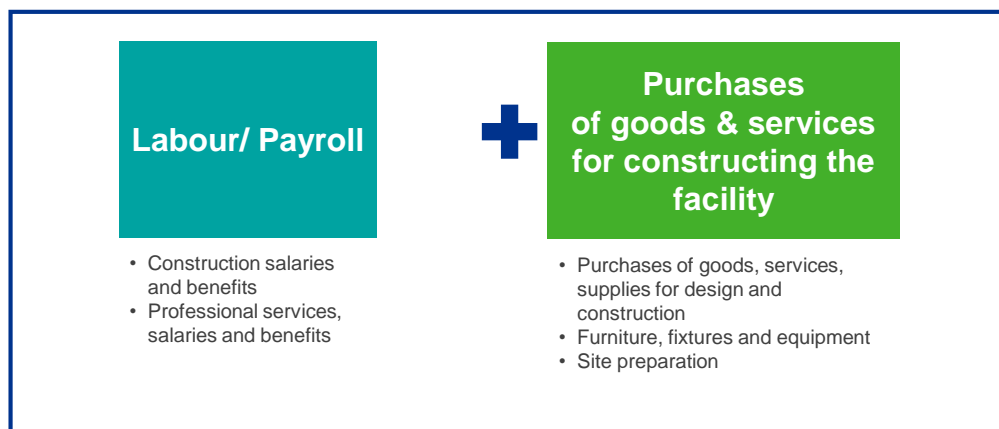 Labour/ Payroll
• Construction salaries
and benefits
• Professional services,
salaries and benefits
Purchases
of goods & services
for constructing the
facility
• Purchases of goods, services,
supplies for design and
construction
• Furniture, fixtures and equipment
• Site preparation